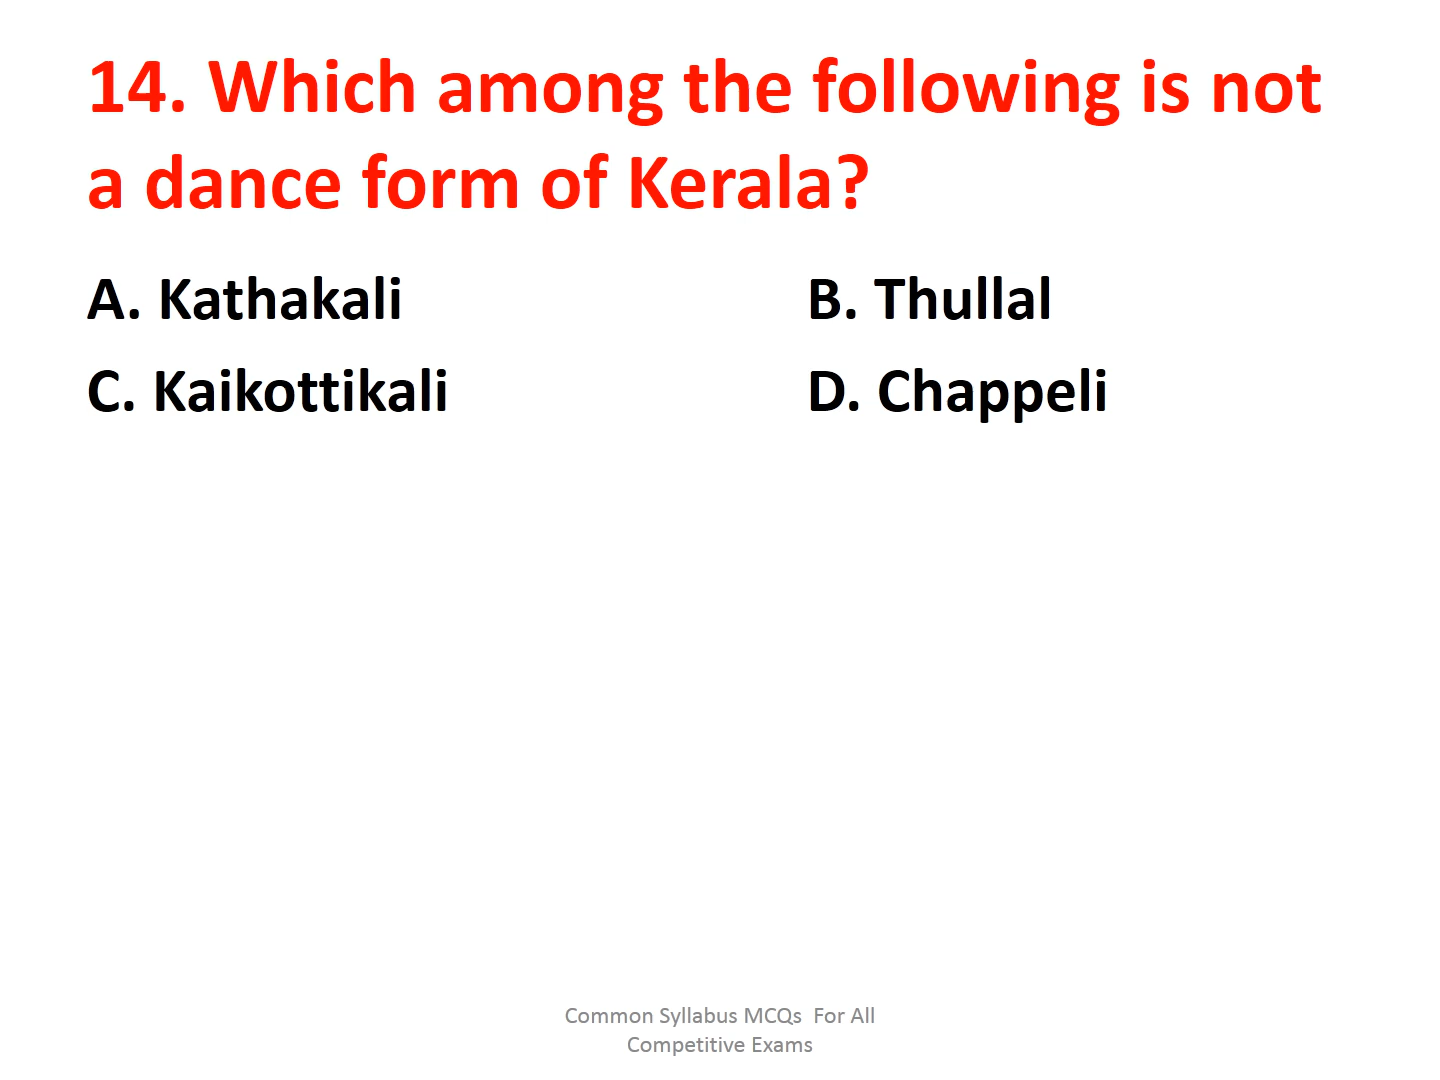 14. Which among the following is not
a dance form of Kerala?
A. Kathakali B. Thullal
C. Kaikottikali D. Chappeli
Common Syllabus MCQs For All
Competitive Exams